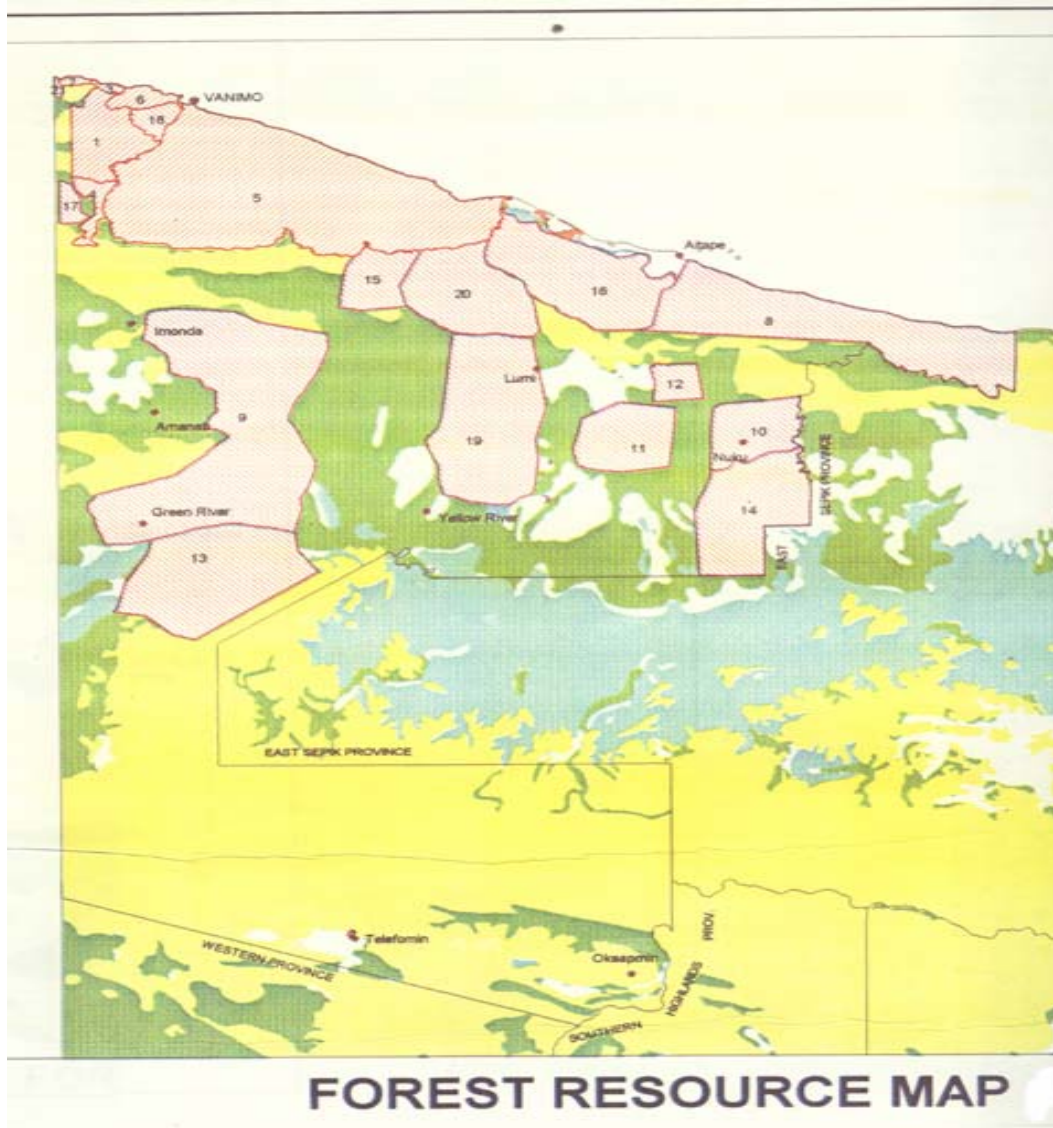 VANIMO
6
18
1
5
17
Aitape
15
20
16
8
Imonda
Lumi
12
9
10
Amanab
19
11
Nuku
SEPIK PROVINCE
Green River
Yellow River
14
EAST
13
EAST SEPIK PROVINCE
Telefomin
WESTERN PROVINCE
Oksapmin
PROV.
HIGHLANDS
SOUTHERN
FOREST RESOURCE MAP